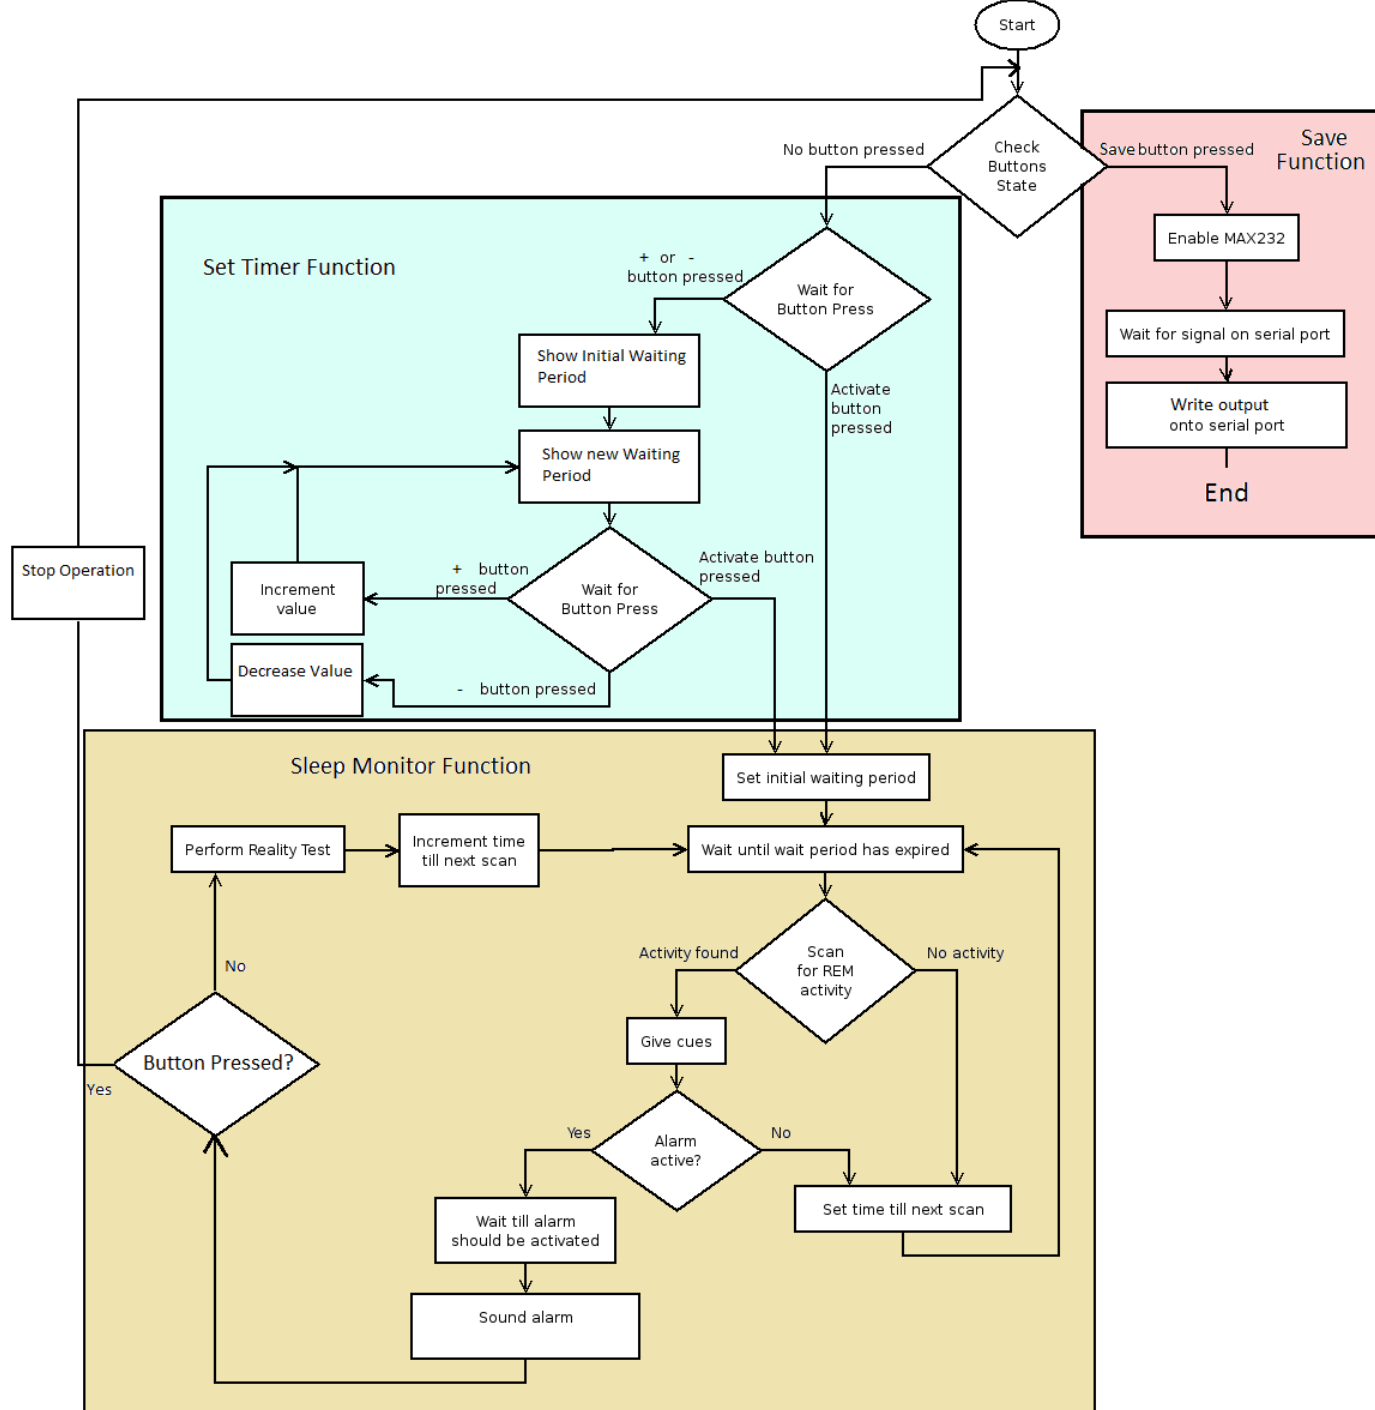 Start
Check
Buttons
State
No button pressed
Save button pressed
Save
Function
Enable MAX232
Wait for signal on serial port
Write output
onto serial port
End
Set Timer Function
+ or -
button pressed
Wait for
Button Press
Show Initial Waiting
Period
Activate
button
pressed
Show new Waiting
Period
Stop Operation
+ button
pressed
Wait for
Button Press
Activate button
pressed
Increment
value
Decrease Value
- button pressed
Sleep Monitor Function
Set initial waiting period
Perform Reality Test
Increment time
till next scan
Wait until wait period has expired
Activity found
Scan
for REM
activity
No activity
No
Give cues
Button Pressed?
Yes
Yes
Alarm
active?
No
Wait till alarm
should be activated
Set time till next scan
Sound alarm